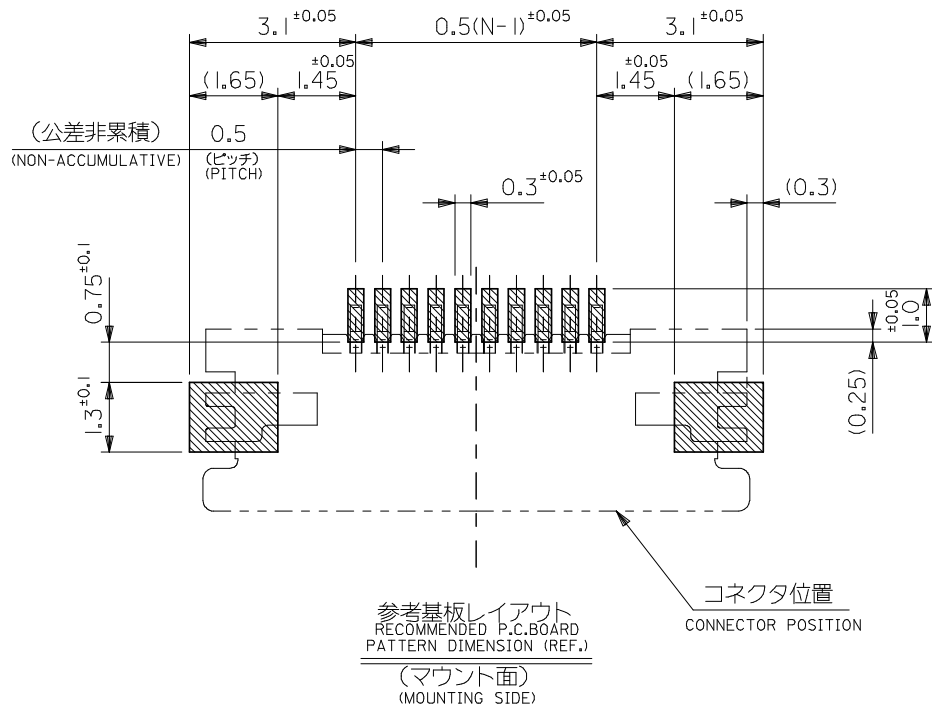 3.1±0.05
0.5(N-1)±0.05
3.1±0.05
(1.65)
1.45±0.05
1.45±0.05
(1.65)
(公差非累積)
(NON-ACCUMULATIVE)
0.5
(ピッチ)
(PITCH)
0.3±0.05
(0.3)
0.75±0.1
1.3±0.1
1.0±0.05
(0.25)
コネクタ位置
CONNECTOR POSITION
参考基板レイアウト
RECOMMENDED P.C.BOARD
PATTERN DIMENSION (REF.)
(マウント面)
(MOUNTING SIDE)